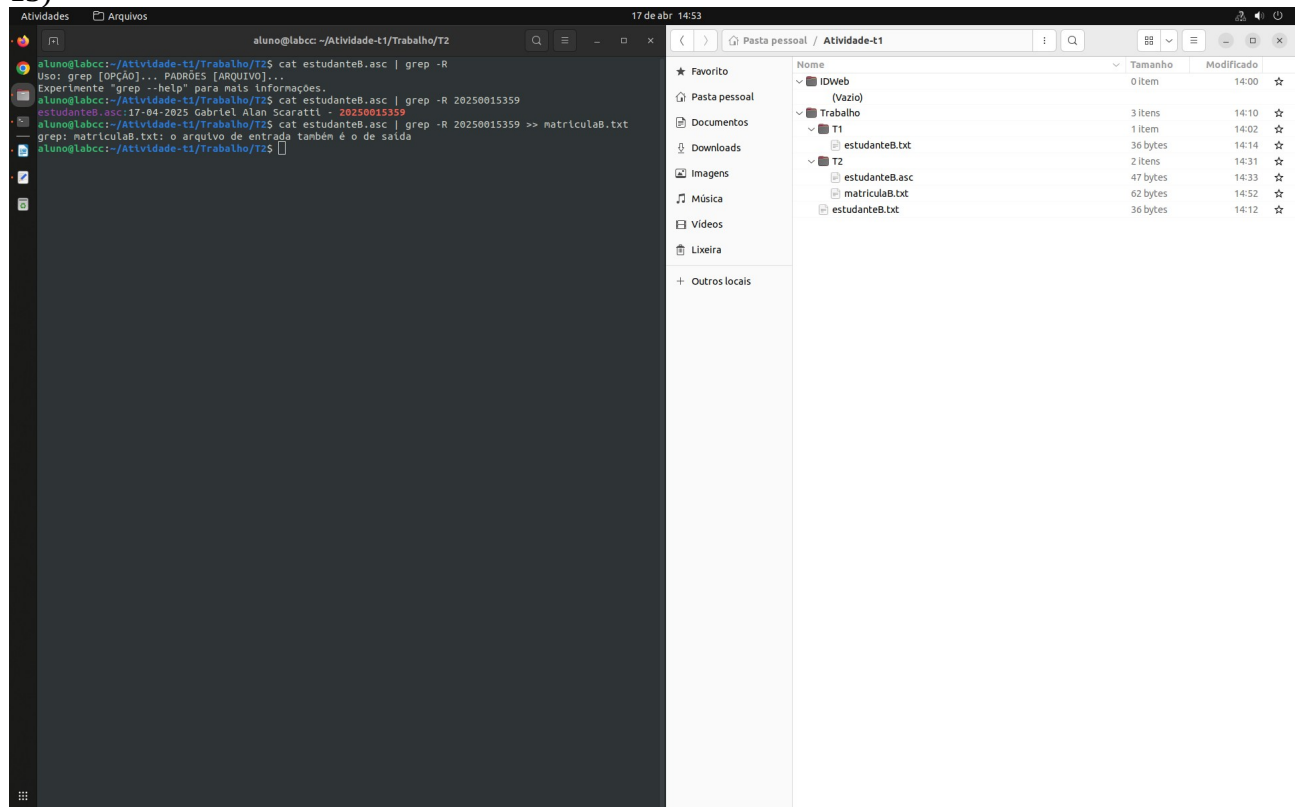 Atividades Arquivos 17 de abr 14:53
aluno@labcc: ~/Atividade-t1/Trabalho/T2
aluno@labcc:~/Atividade-t1/Trabalho/T2$ cat estudanteB.asc | grep -R
Uso: grep [OPÇÃO]... PADRÕES [ARQUIVO]...
Experimente "grep --help" para mais informações.
aluno@labcc:~/Atividade-t1/Trabalho/T2$ cat estudanteB.asc | grep -R 20250015359
estudanteB.asc:17-04-2025 Gabriel Alan Scaratti - 20250015359
aluno@labcc:~/Atividade-t1/Trabalho/T2$ cat estudanteB.asc | grep -R 20250015359 >> matriculaB.txt
grep: matriculaB.txt: o arquivo de entrada também é o de saída
aluno@labcc:~/Atividade-t1/Trabalho/T2$
Pasta pessoal / Atividade-t1
Favorito
Pasta pessoal
Documentos
Downloads
Imagens
Música
Vídeos
Lixeira
+ Outros locais
Nome Tamanho Modificado
IDWeb 0 item 14:00
(Vazio)
Trabalho 3 itens 14:10
T1 1 item 14:02
estudanteB.txt 36 bytes 14:14
T2 2 itens 14:31
estudanteB.asc 47 bytes 14:33
matriculaB.txt 62 bytes 14:52
estudanteB.txt 36 bytes 14:12